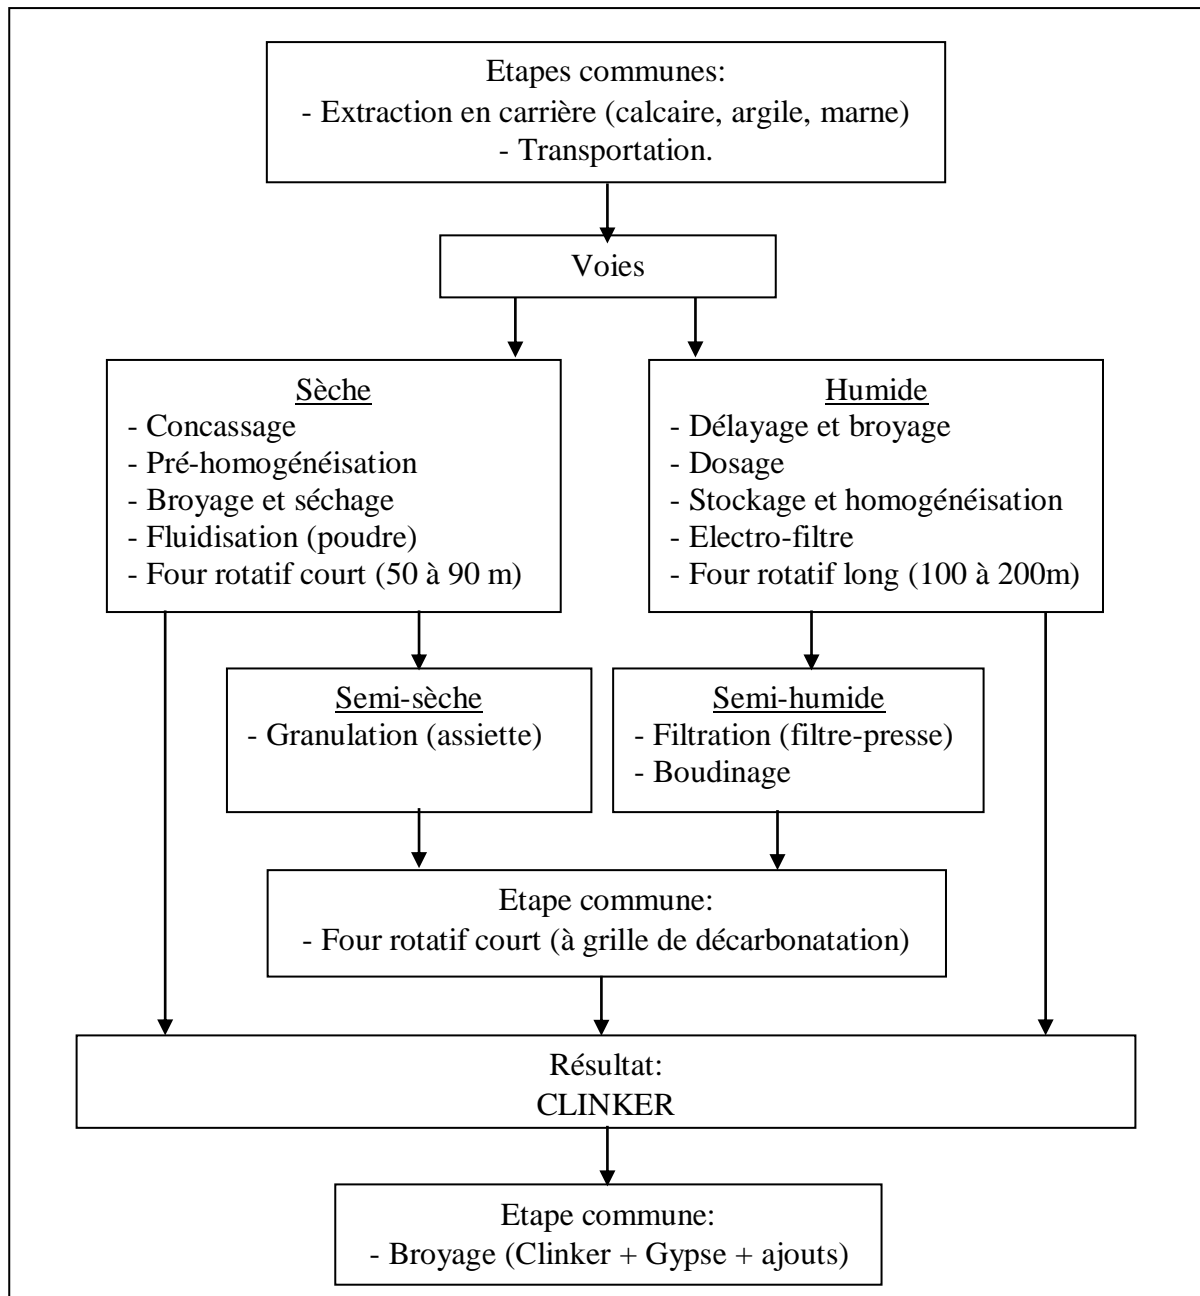 Etapes communes:
- Extraction en carrière (calcaire, argile, marne)
- Transportation.
Voies
Sèche
- Concassage
- Pré-homogénéisation
- Broyage et séchage
- Fluidisation (poudre)
- Four rotatif court (50 à 90 m)
Humide
- Délayage et broyage
- Dosage
- Stockage et homogénéisation
- Electro-filtre
- Four rotatif long (100 à 200m)
Semi-sèche
- Granulation (assiette)
Semi-humide
- Filtration (filtre-presse)
- Boudinage
Etape commune:
- Four rotatif court (à grille de décarbonatation)
Résultat:
CLINKER
Etape commune:
- Broyage (Clinker + Gypse + ajouts)